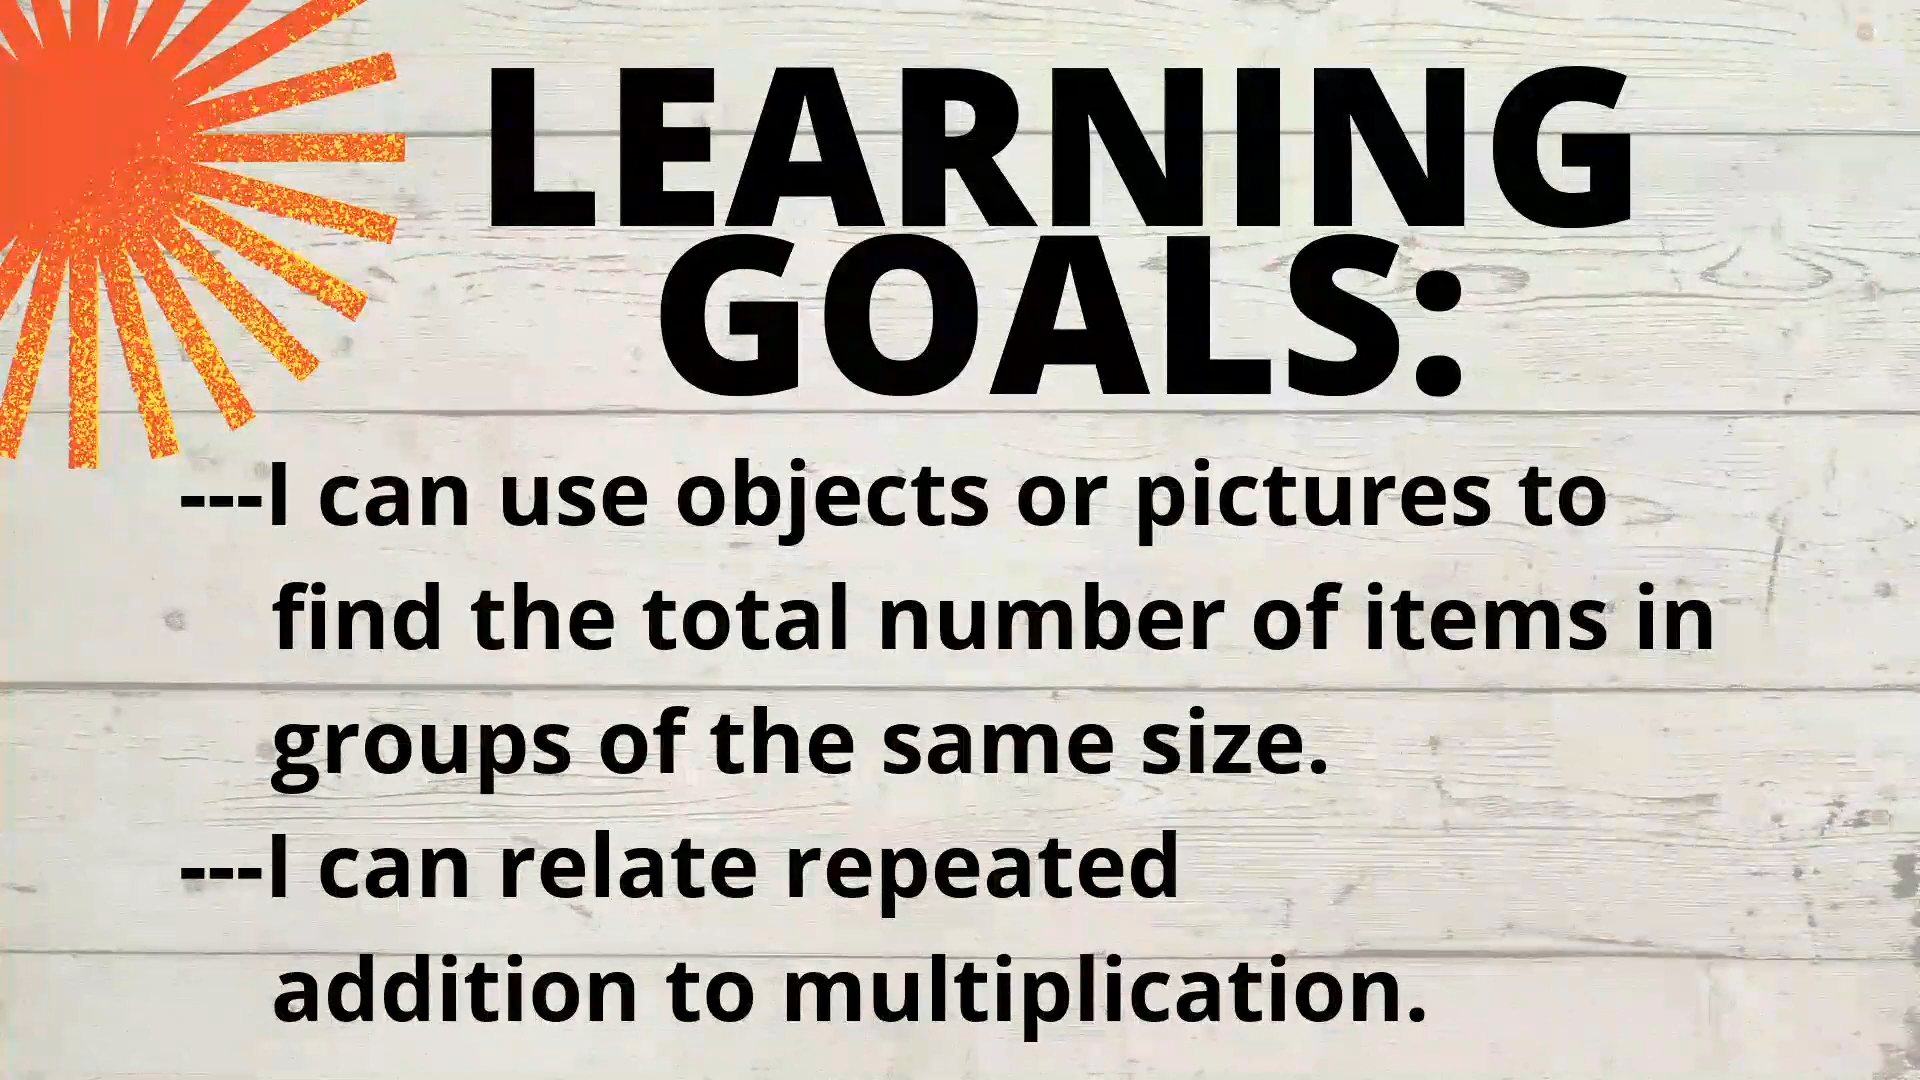 LEARNING
GOALS:
---I can use objects or pictures to
find the total number of items in
groups of the same size.
---I can relate repeated
addition to multiplication.